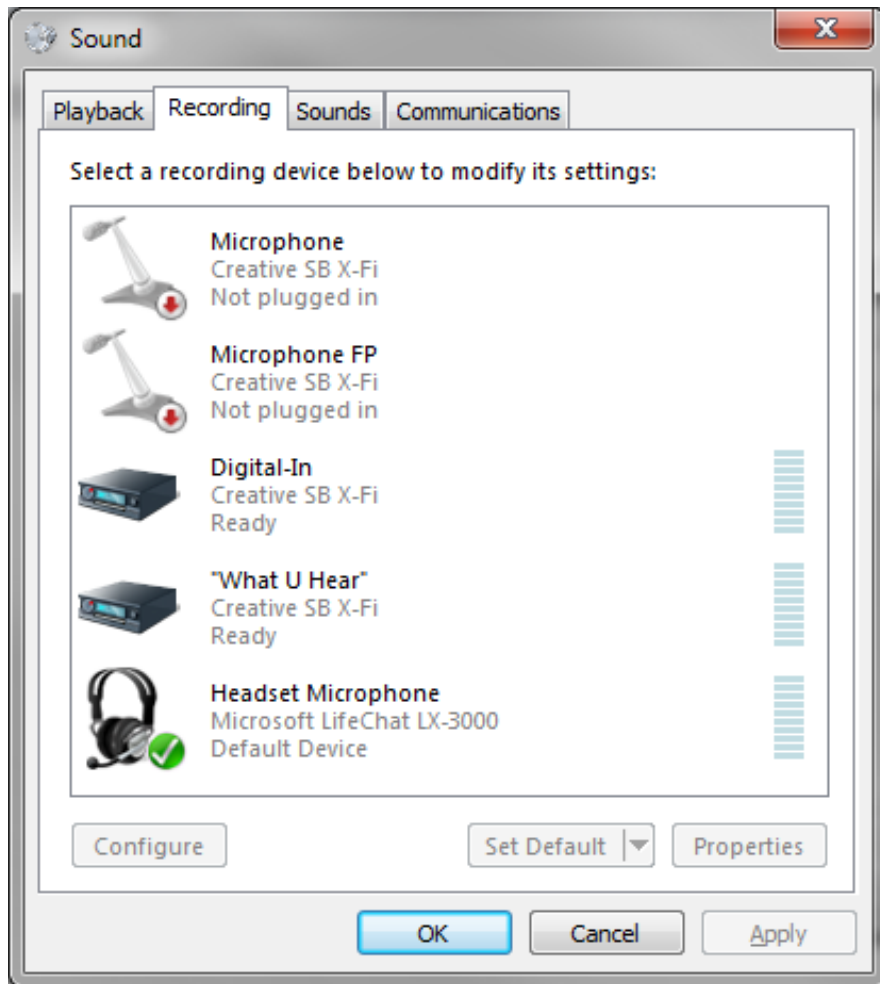 Sound
Playback Recording Sounds Communications
Select a recording device below to modify its settings:
Microphone
Creative SB X-Fi
Not plugged in
Microphone FP
Creative SB X-Fi
Not plugged in
Digital-In
Creative SB X-Fi
Ready
"What U Hear"
Creative SB X-Fi
Ready
Headset Microphone
Microsoft LifeChat LX-3000
Default Device
Configure Set Default Properties
OK Cancel Apply